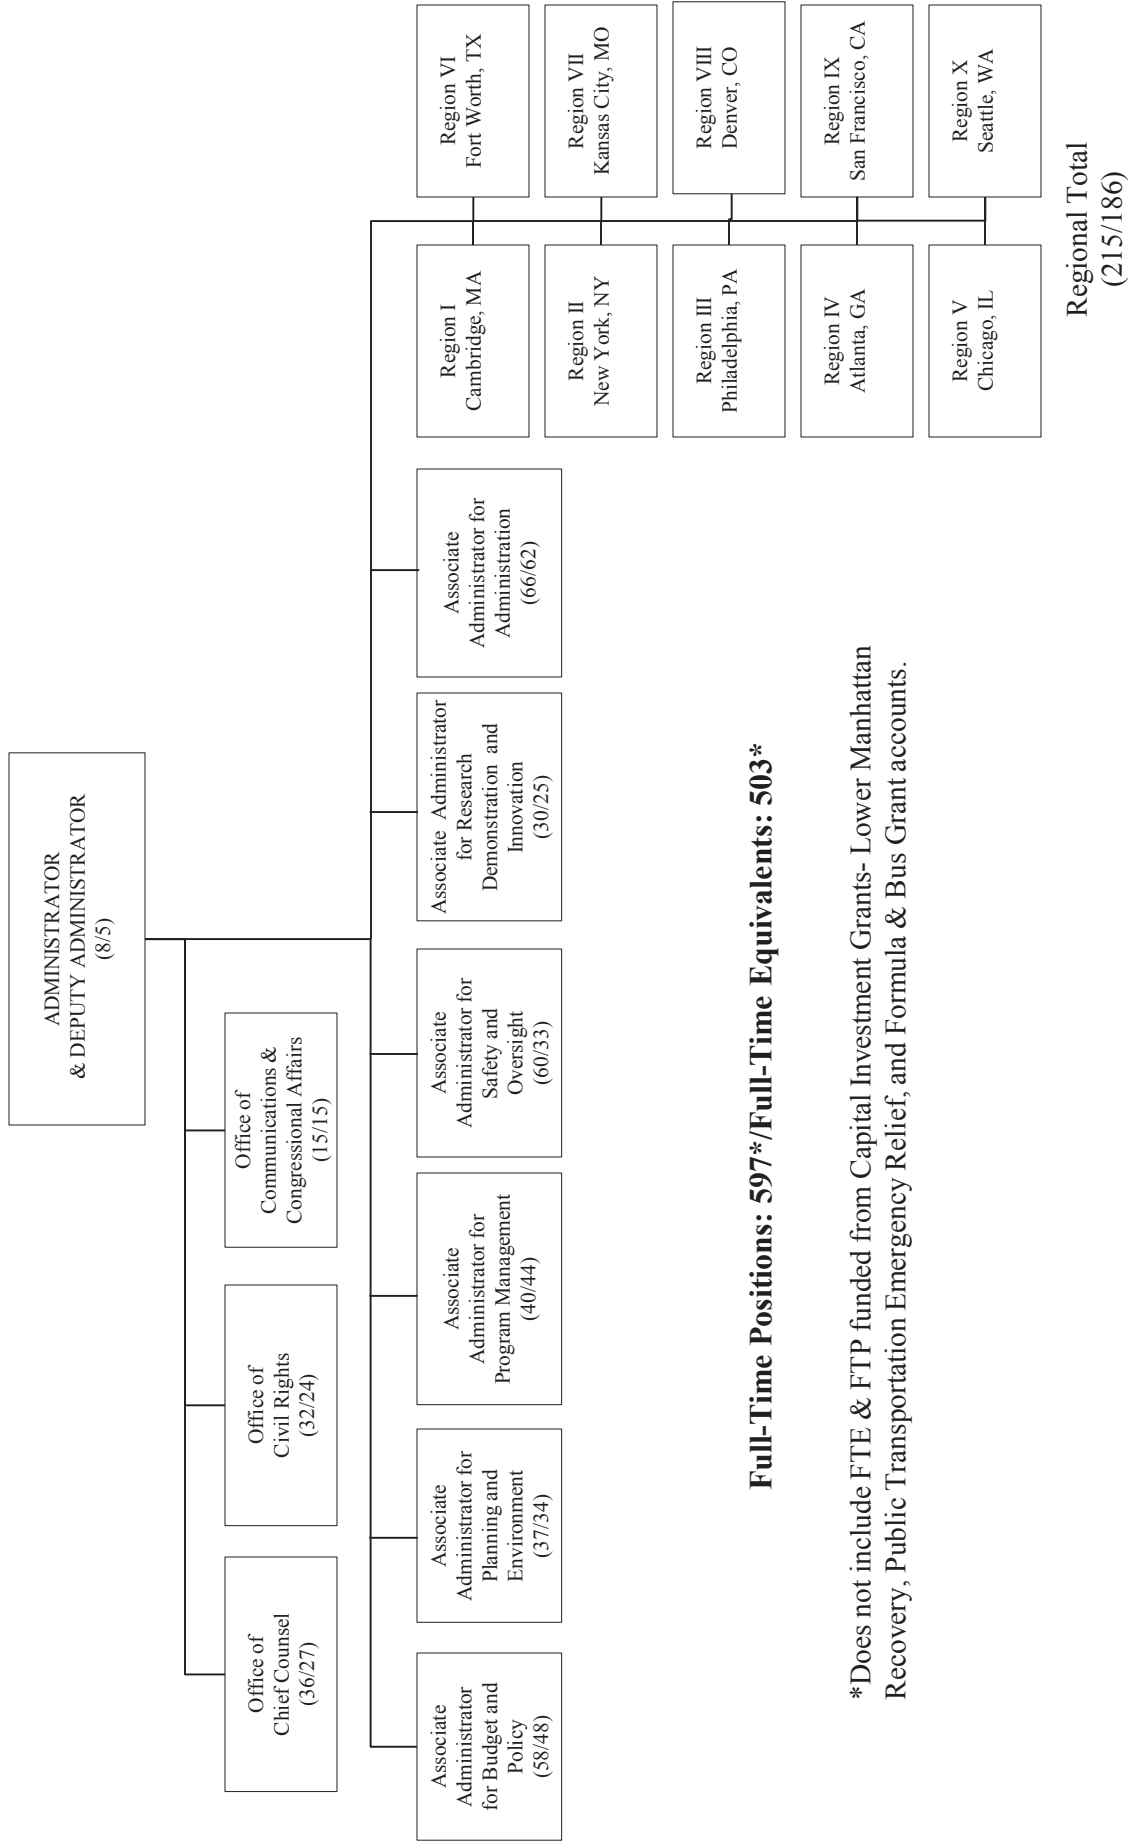 ADMINISTRATOR
& DEPUTY ADMINISTRATOR
(8/5)
Office of
Chief Counsel
(36/27)
Office of
Civil Rights
(32/24)
Office of
Communications &
Congressional Affairs
(15/15)
Associate
Administrator
for Budget and
Policy
(58/48)
Associate
Administrator for
Planning and
Environment
(37/34)
Associate
Administrator for
Program Management
(40/44)
Associate
Administrator for
Safety and
Oversight
(60/33)
Associate Administrator
for Research
Demonstration and
Innovation
(30/25)
Associate
Administrator for
Administration
(66/62)
Region I
Cambridge, MA
Region VI
Fort Worth, TX
Region II
New York, NY
Region VII
Kansas City, MO
Region III
Philadelphia, PA
Region VIII
Denver, CO
Region IV
Atlanta, GA
Region IX
San Francisco, CA
Region V
Chicago, IL
Region X
Seattle, WA
Regional Total
(215/186)
Full-Time Positions: 597*/Full-Time Equivalents: 503*
*Does not include FTE & FTP funded from Capital Investment Grants- Lower Manhattan
Recovery, Public Transportation Emergency Relief, and Formula & Bus Grant accounts.